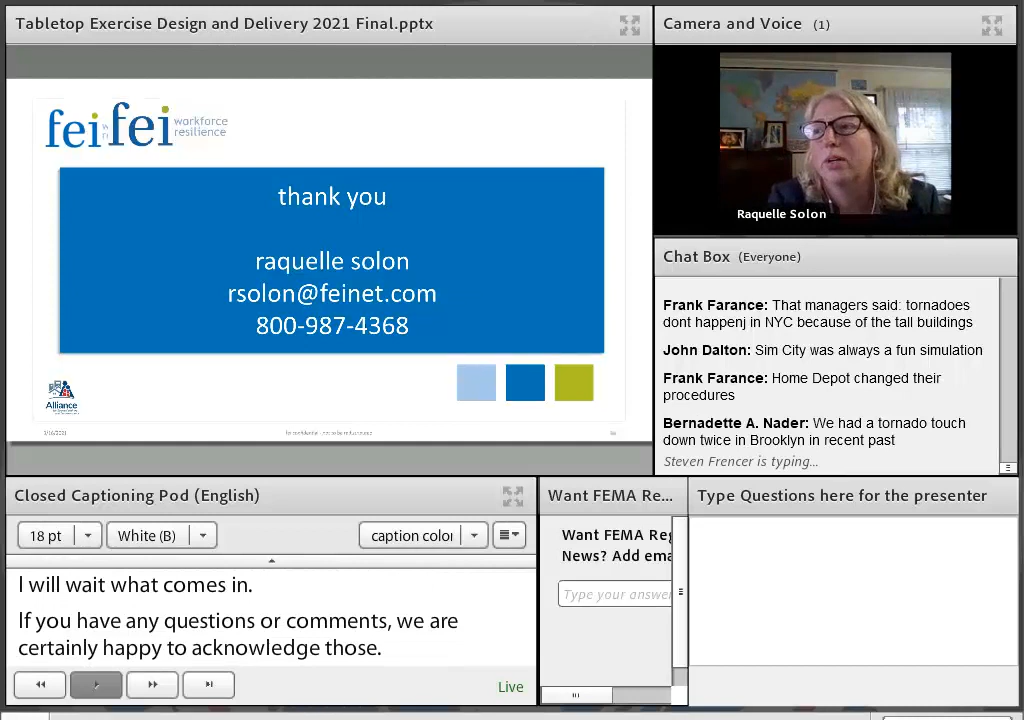 Tabletop Exercise Design and Delivery 2021 Final.pptx
fei fei workforce resilience
thank you
raquelle solon
rsolon@feinet.com
800-987-4368
Alliance
3/16/2021
Camera and Voice (1)
Raquelle Solon
Chat Box (Everyone)
Frank Farance: That managers said: tornadoes
dont happenj in NYC because of the tall buildings
John Dalton: Sim City was always a fun simulation
Frank Farance: Home Depot changed their
procedures
Bernadette A. Nader: We had a tornado touch
down twice in Brooklyn in recent past
Steven Frencer is typing...
Closed Captioning Pod (English)
18 pt
White (B)
caption color
I will wait what comes in.
If you have any questions or comments, we are
certainly happy to acknowledge those.
Live
Want FEMA Re...
Want FEMA Reg
News? Add ema
Type your answer
Type Questions here for the presenter